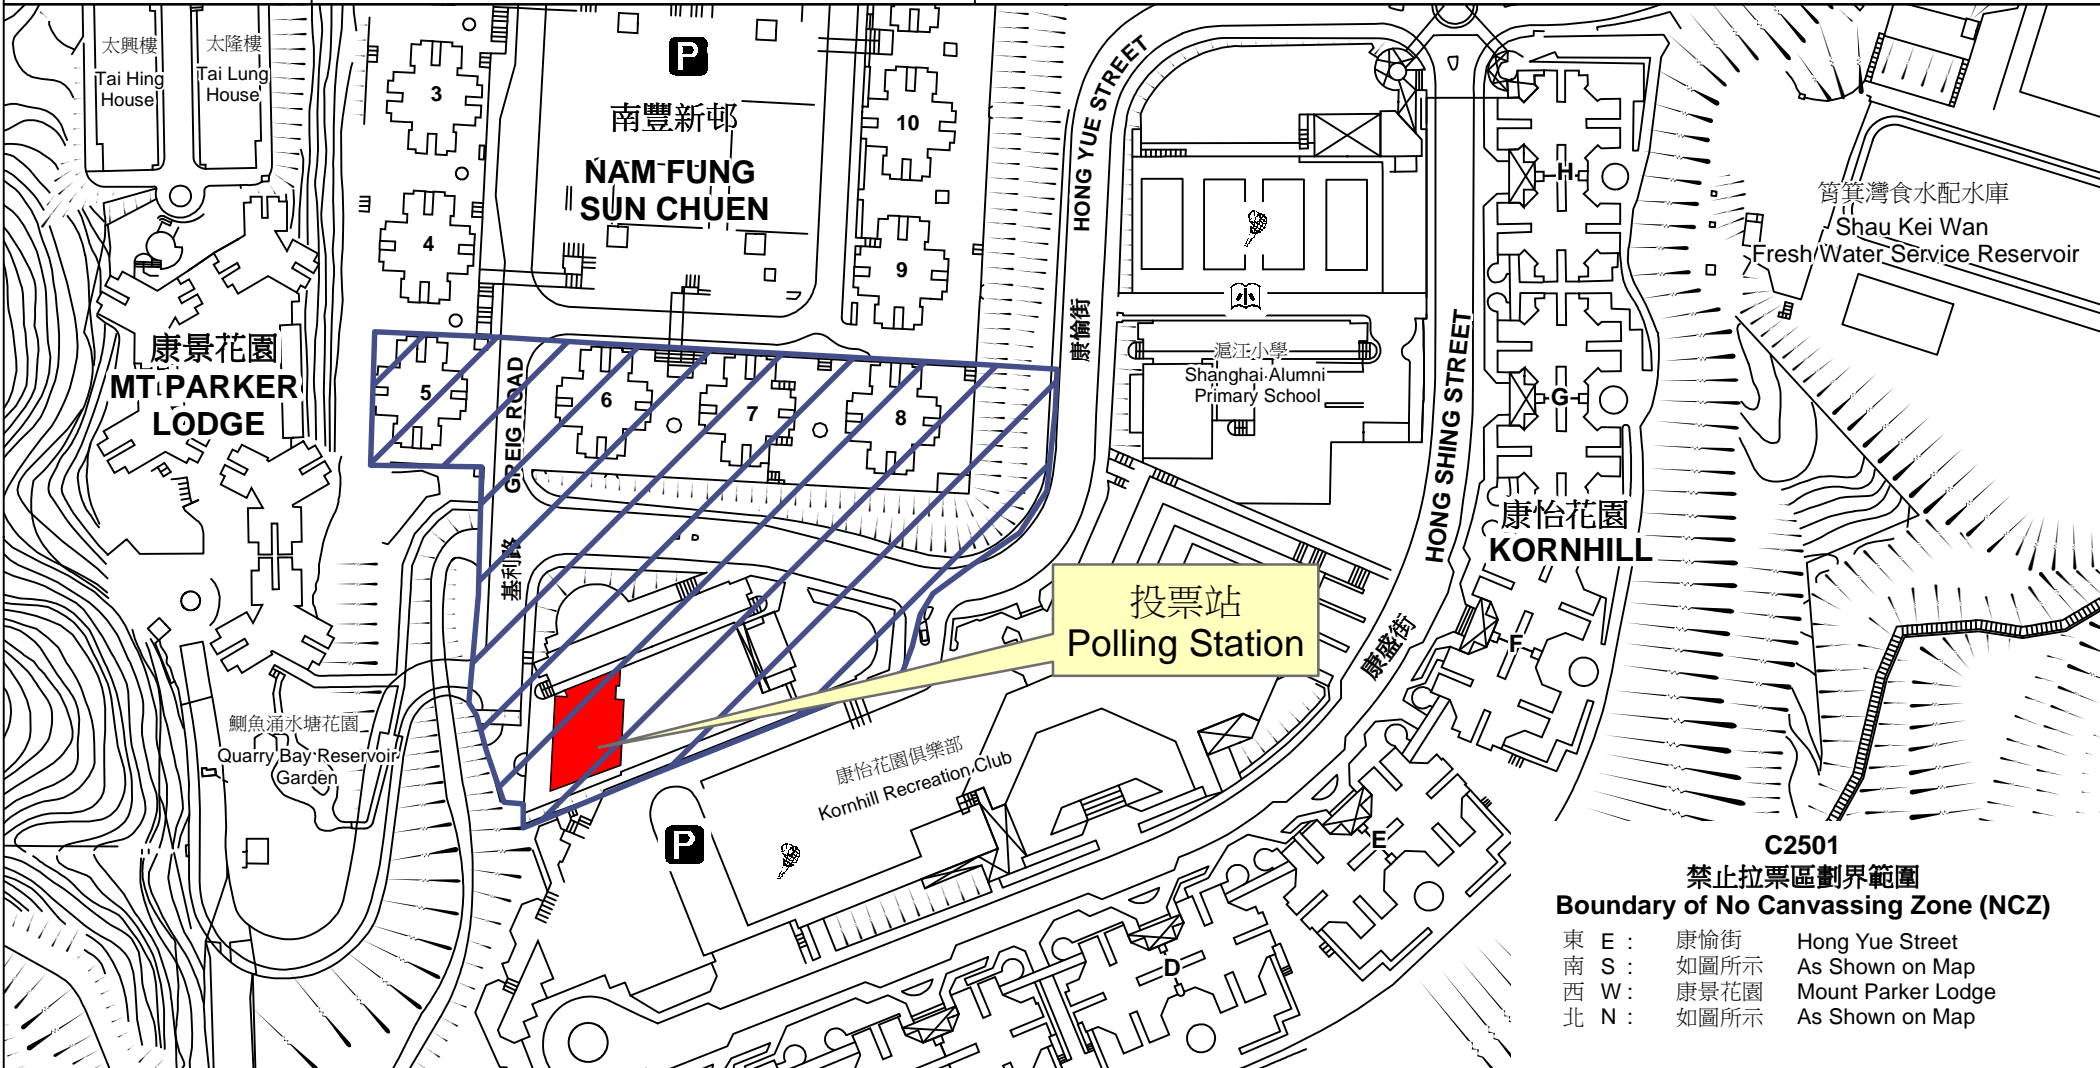 太興樓
Tai Hing
House
太隆樓
Tai Lung
House
3
4
5
6
7
8
9
10
P
南豐新邨
NAM FUNG
SUN CHUEN
HONG YUE STREET
康愉街
小
滬江小學
Shanghai Alumni
Primary School
HONG SHING STREET
康盛街
H
G
F
E
D
筲箕灣食水配水庫
Shau Kei Wan
Fresh Water Service Reservoir
康景花園
MT PARKER
LODGE
GREIG ROAD
基利路
康怡花園
KORNHILL
投票站
Polling Station
鰂魚涌水塘花園
Quarry Bay Reservoir
Garden
康怡花園俱樂部
Kornhill Recreation Club
P
C2501
禁止拉票區劃界範圍
Boundary of No Canvassing Zone (NCZ)
東 E : 康愉街 Hong Yue Street
南 S : 如圖所示 As Shown on Map
西 W : 康景花園 Mount Parker Lodge
北 N : 如圖所示 As Shown on Map